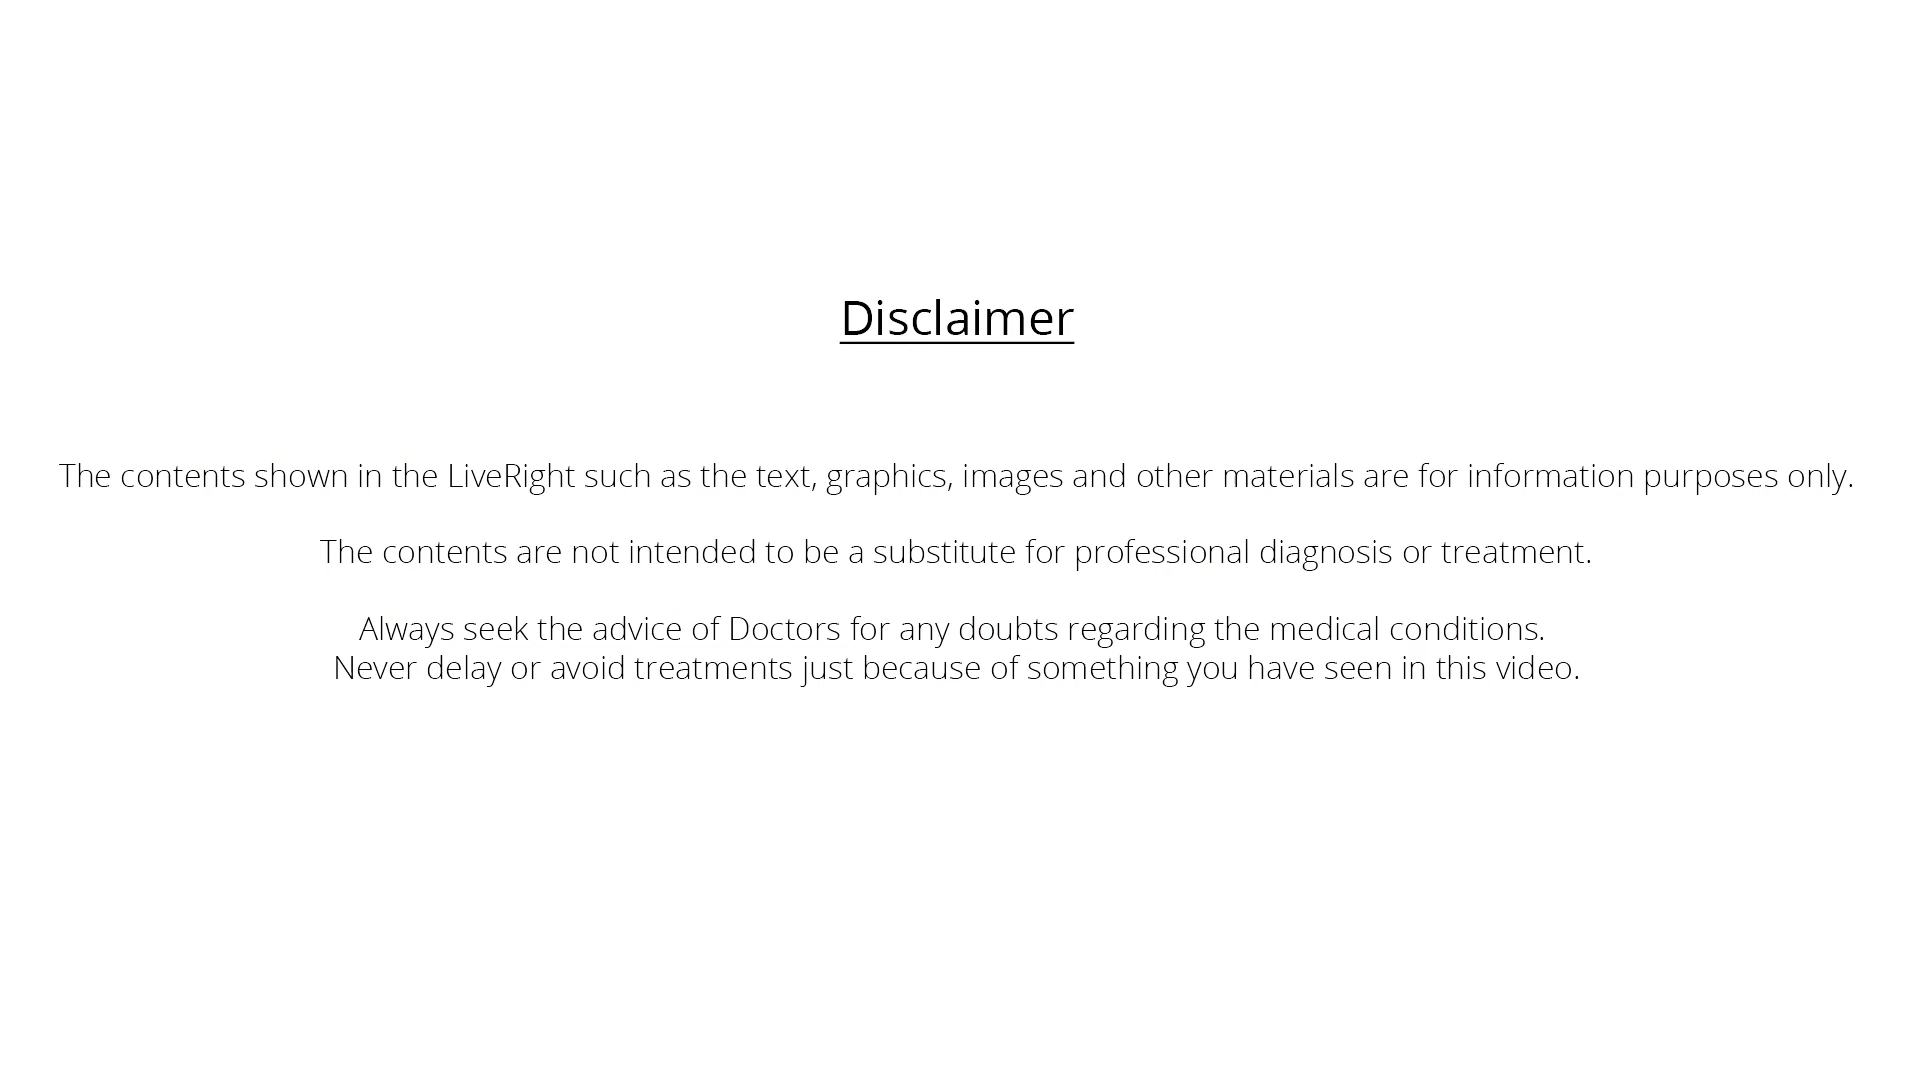 Disclaimer
The contents shown in the LiveRight such as the text, graphics, images and other materials are for information purposes only.
The contents are not intended to be a substitute for professional diagnosis or treatment.
Always seek the advice of Doctors for any doubts regarding the medical conditions.
Never delay or avoid treatments just because of something you have seen in this video.